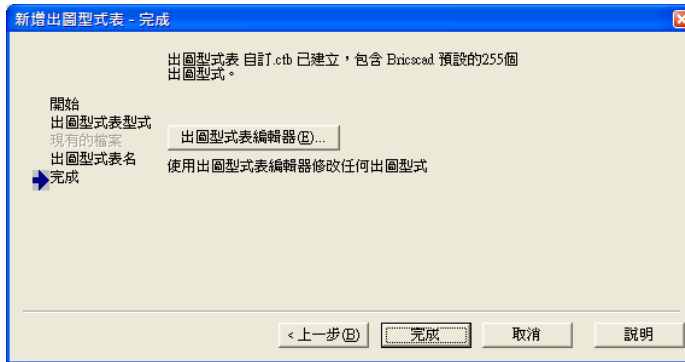 新增出圖型式表 - 完成
出圖型式表 自訂.ctb 已建立，包含 Bricscad 預設的255個
出圖型式。
開始
出圖型式表型式
現有的檔案
出圖型式表名
完成
出圖型式表編輯器(E)...
使用出圖型式表編輯器修改任何出圖型式
<上一步(B)
完成
取消
說明